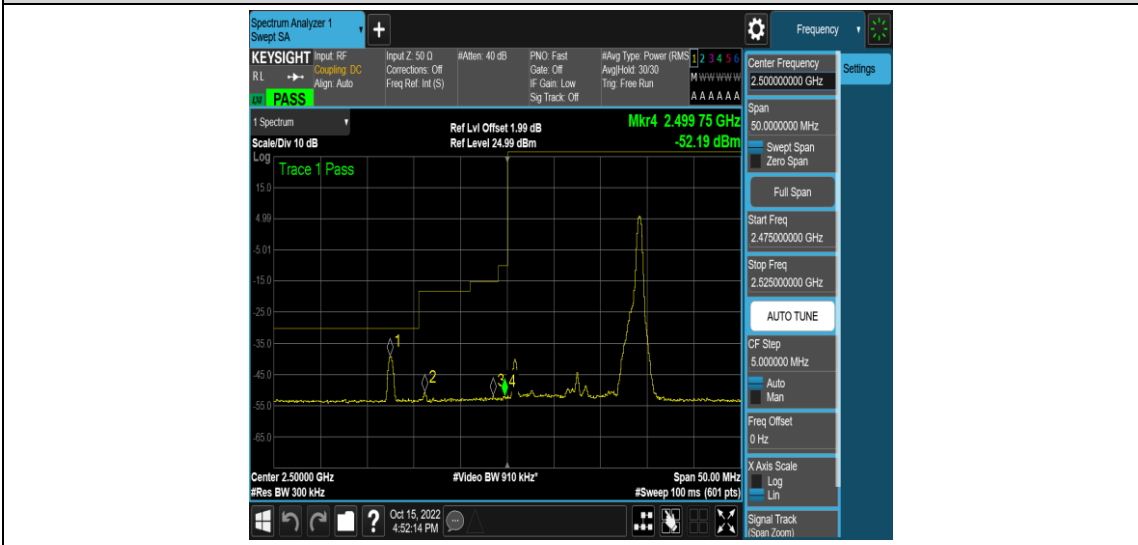 Spectrum Analyzer 1
Swept SA
+
Frequency
KEYSIGHT
RL
Input: RF
Coupling: DC
Align: Auto
Input Z: 50 Ω
Corrections: Off
Freq Ref: Int (S)
#Atten: 40 dB
PNO: Fast
Gate: Off
IF Gain: Low
Sig Track: Off
#Avg Type: Power (RMS
Avg|Hold: 30/30
Trig: Free Run
1 2 3 4 5 6
M W W W W W
A A A A A A
PASS
1 Spectrum
Scale/Div 10 dB
Ref Lvl Offset 1.99 dB
Ref Level 24.99 dBm
Mkr4 2.499 75 GHz
-52.19 dBm
Log
Trace 1 Pass
15.0
4.99
-5.01
-15.0
-25.0
-35.0
-45.0
-55.0
-65.0
1
2
3
4
Center 2.50000 GHz
#Res BW 300 kHz
#Video BW 910 kHz*
Span 50.00 MHz
#Sweep 100 ms (601 pts)
Center Frequency
2.500000000 GHz
Settings
Span
50.0000000 MHz
Swept Span
Zero Span
Full Span
Start Freq
2.475000000 GHz
Stop Freq
2.525000000 GHz
AUTO TUNE
CF Step
5.000000 MHz
Auto
Man
Freq Offset
0 Hz
X Axis Scale
Log
Lin
Signal Track
(Span Zoom)
?
Oct 15, 2022
4:52:14 PM